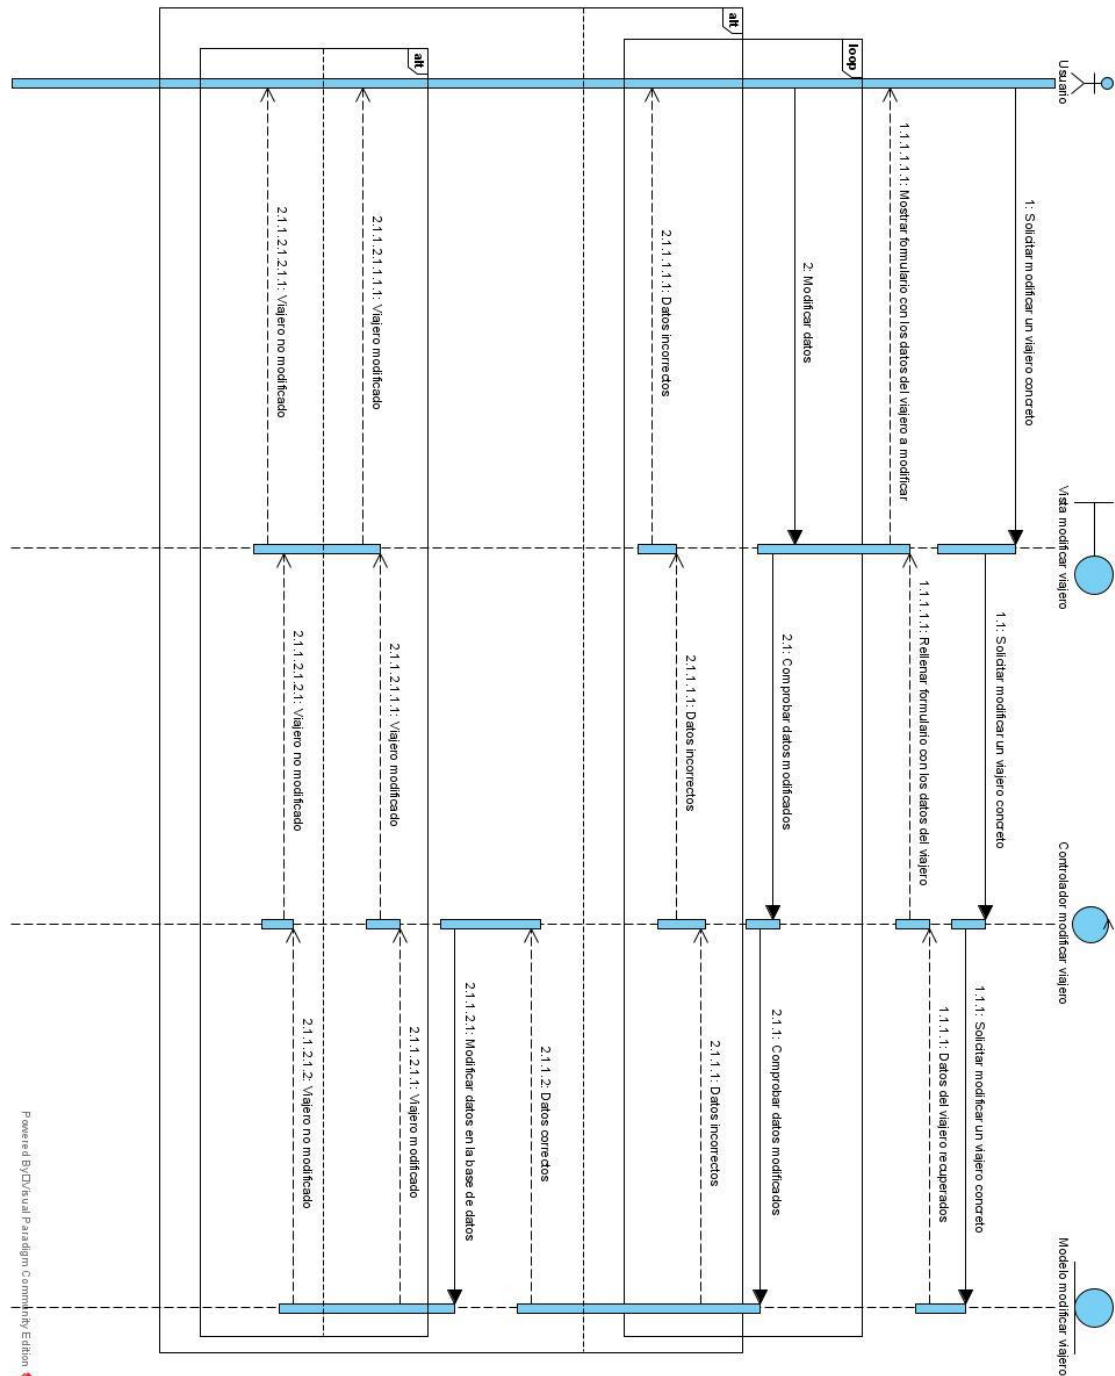 Usuario
Vista modificar viajero
Controlador modificar viajero
Modelo modificar viajero
1: Solicitar modificar un viajero concreto
1.1: Solicitar modificar un viajero concreto
1.1.1: Solicitar modificar un viajero concreto
1.1.1.1: Datos del viajero recuperados
1.1.1.1.1: Rellenar formulario con los datos del viajero
1.1.1.1.1.1: Mostrar formulario con los datos del viajero a modificar
loop
2: Modificar datos
2.1: Comprobar datos modificados
2.1.1: Comprobar datos modificados
alt
2.1.1.1: Datos incorrectos
2.1.1.1.1: Datos incorrectos
2.1.1.1.1.1: Datos incorrectos
2.1.1.2: Datos correctos
2.1.1.2.1: Modificar datos en la base de datos
alt
2.1.1.2.1.1: Viajero modificado
2.1.1.2.1.1.1: Viajero modificado
2.1.1.2.1.1.1.1: Viajero modificado
2.1.1.2.1.2: Viajero no modificado
2.1.1.2.1.2.1: Viajero no modificado
2.1.1.2.1.2.1.1: Viajero no modificado
Powered By Visual Paradigm Community Edition